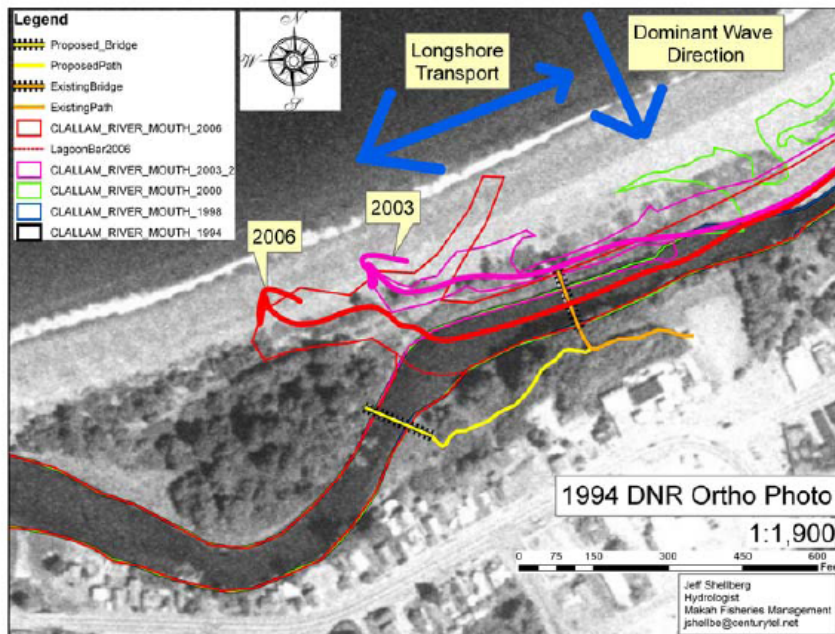 Legend
Proposed_Bridge
ProposedPath
ExistingBridge
ExistingPath
CLALLAM_RIVER_MOUTH_2006
LagoonBar2006
CLALLAM_RIVER_MOUTH_2003_2
CLALLAM_RIVER_MOUTH_2000
CLALLAM_RIVER_MOUTH_1998
CLALLAM_RIVER_MOUTH_1994
N
W
E
S
Longshore
Transport
Dominant Wave
Direction
2003
2006
1994 DNR Ortho Photo
1:1,900
0 75 150 300 450 600
Fee
Jeff Shellberg
Hydrologist
Makah Fisheries Management
jshellbe@centurytel.net